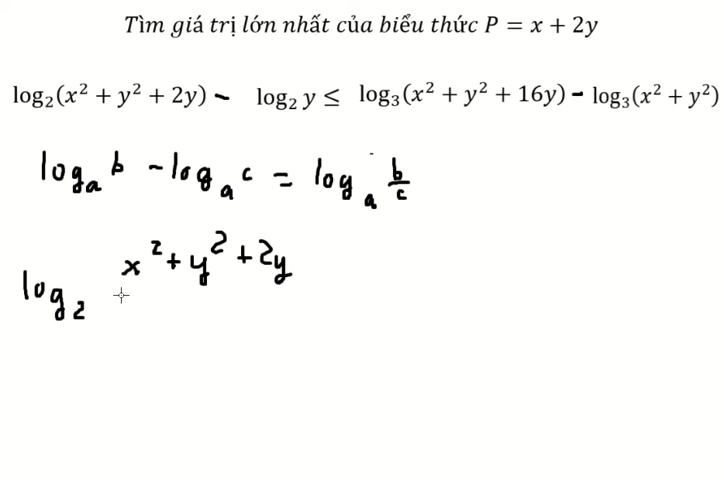 Tìm giá trị lớn nhất của biểu thức P = x + 2y
log₂(x² + y² + 2y) − log₂ y ≤ log₃(x² + y² + 16y) − log₃(x² + y²)
logₐ b − logₐ c = logₐ b/c
log₂ x² + y² + 2y